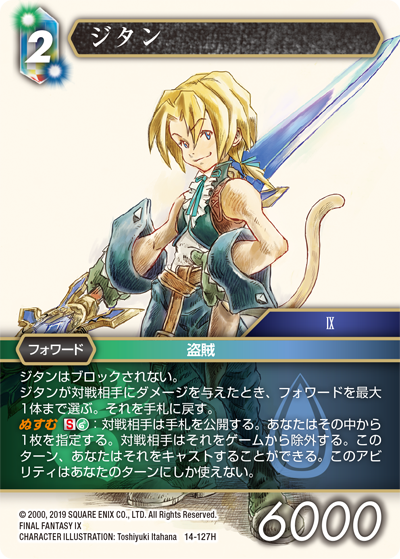 2
ジタン
IX
フォワード
盗賊
ジタンはブロックされない。
ジタンが対戦相手にダメージを与えたとき、フォワードを最大
1体まで選ぶ。それを手札に戻す。
ぬすむ S：対戦相手は手札を公開する。あなたはその中から
1枚を指定する。対戦相手はそれをゲームから除外する。この
ターン、あなたはそれをキャストすることができる。このアビ
リティはあなたのターンにしか使えない。
© 2000, 2019 SQUARE ENIX CO., LTD. All Rights Reserved.
FINAL FANTASY IX
CHARACTER ILLUSTRATION: Toshiyuki Itahana 14-127H
6000